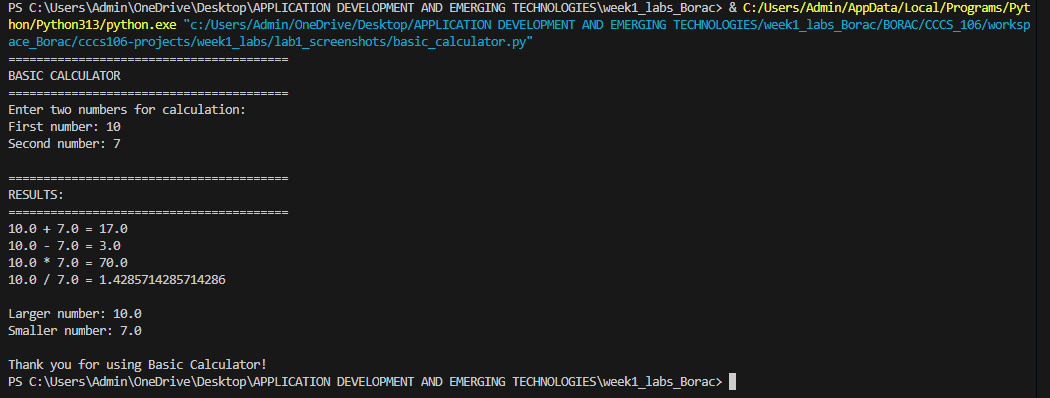 PS C:\Users\Admin\OneDrive\Desktop\APPLICATION DEVELOPMENT AND EMERGING TECHNOLOGIES\week1_labs_Borac> & C:/Users/Admin/AppData/Local/Programs/Pyt
hon/Python313/python.exe "c:/Users/Admin/OneDrive/Desktop/APPLICATION DEVELOPMENT AND EMERGING TECHNOLOGIES/week1_labs_Borac/BORAC/CCCS_106/worksp
ace_Borac/cccs106-projects/week1_labs/lab1_screenshots/basic_calculator.py"
========================================
BASIC CALCULATOR
========================================
Enter two numbers for calculation:
First number: 10
Second number: 7
========================================
RESULTS:
========================================
10.0 + 7.0 = 17.0
10.0 - 7.0 = 3.0
10.0 * 7.0 = 70.0
10.0 / 7.0 = 1.4285714285714286
Larger number: 10.0
Smaller number: 7.0
Thank you for using Basic Calculator!
PS C:\Users\Admin\OneDrive\Desktop\APPLICATION DEVELOPMENT AND EMERGING TECHNOLOGIES\week1_labs_Borac>